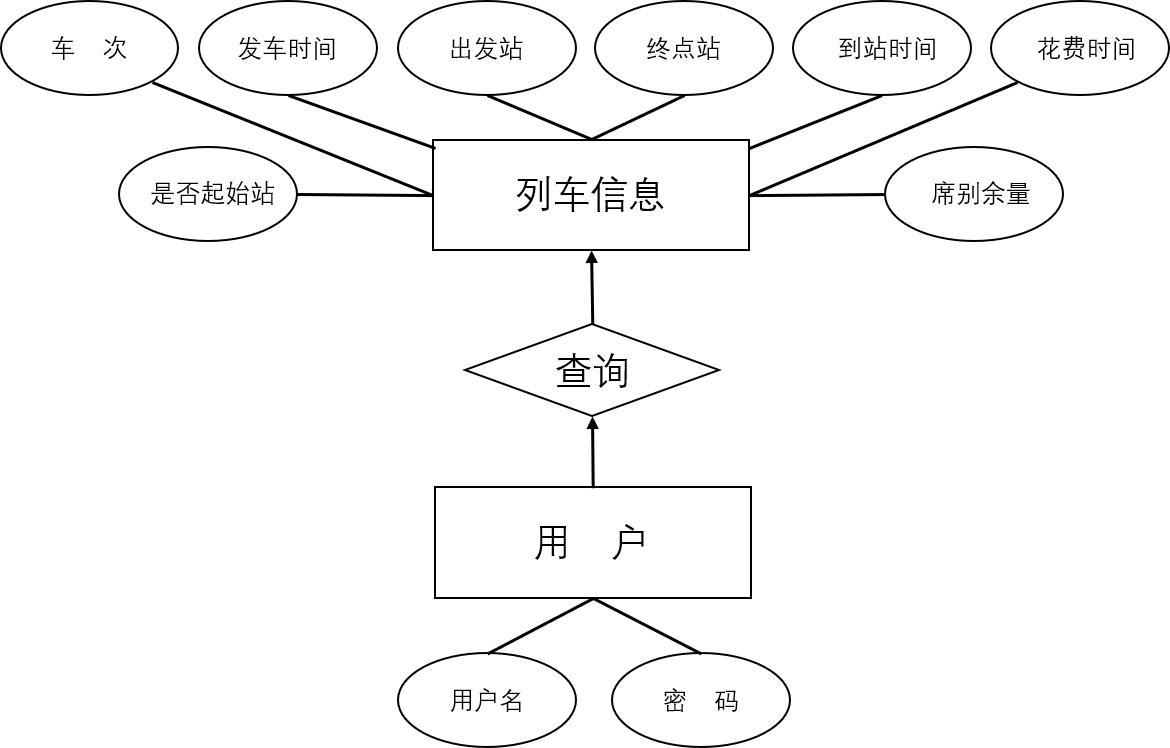 车 次
发车时间
出发站
终点站
到站时间
花费时间
是否起始站
列车信息
席别余量
查询
用 户
用户名
密 码